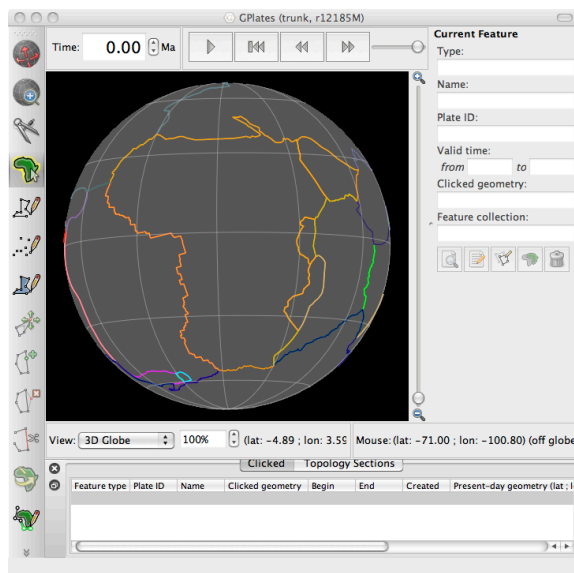 GPlates (trunk, r12185M)
Time: 0.00 Ma
Current Feature
Type:
Name:
Plate ID:
Valid time:
from to
Clicked geometry:
Feature collection:
View: 3D Globe 100% (lat: -4.89 ; lon: 3.59 Mouse: (lat: -71.00 ; lon: -100.80) (off globe
Clicked Topology Sections
Feature type Plate ID Name Clicked geometry Begin End Created Present-day geometry (lat ; l